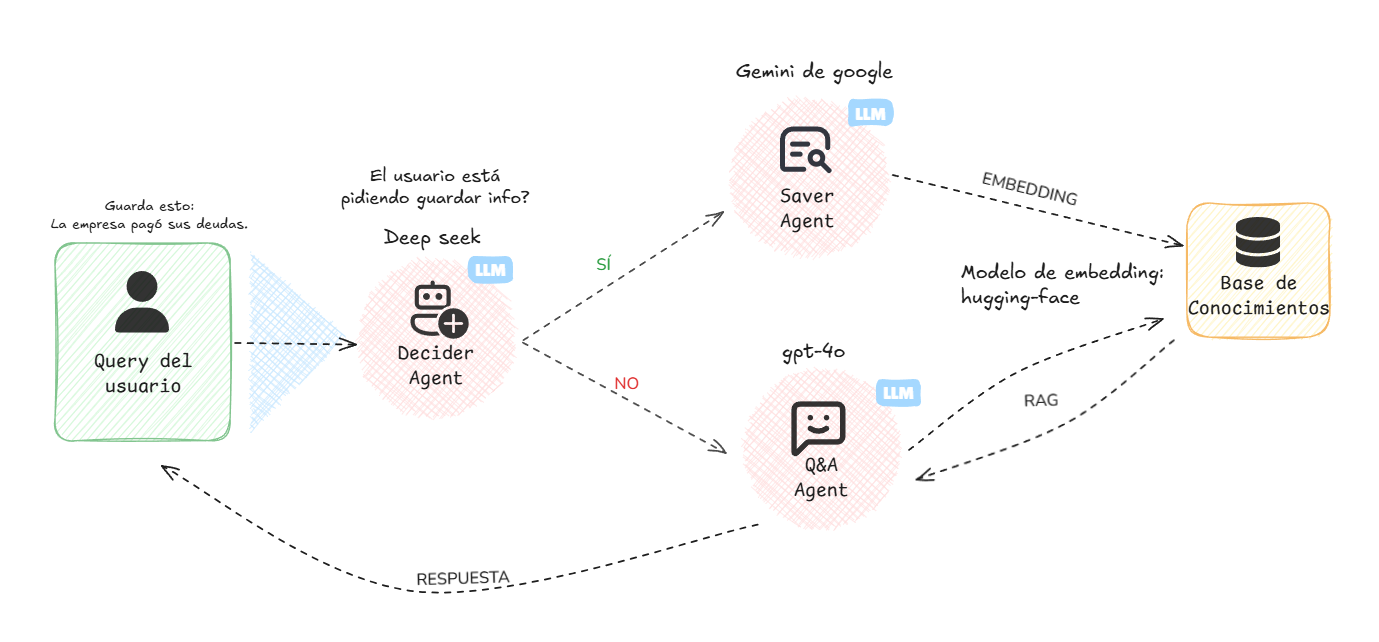 Gemini de google
LLM
Saver
Agent
EMBEDDING
El usuario está
pidiendo guardar info?
Deep seek
LLM
Decider
Agent
Guarda esto:
La empresa pagó sus deudas.
Query del
usuario
SÍ
NO
Modelo de embedding:
hugging-face
Base de
Conocimientos
gpt-4o
LLM
Q&A
Agent
RAG
RESPUESTA